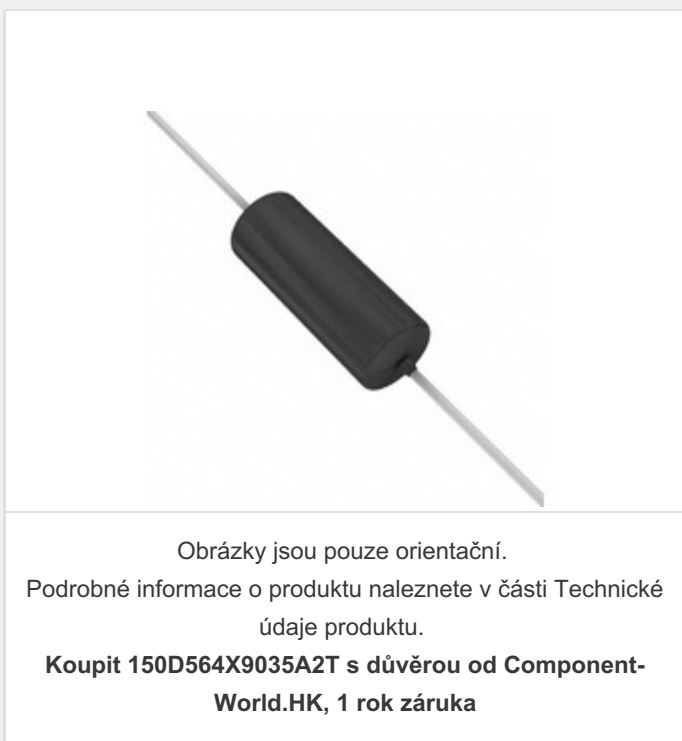 Obrázky jsou pouze orientační.
Podrobné informace o produktu naleznete v části Technické
údaje produktu.
Koupit 150D564X9035A2T s důvěrou od Component-
World.HK, 1 rok záruka